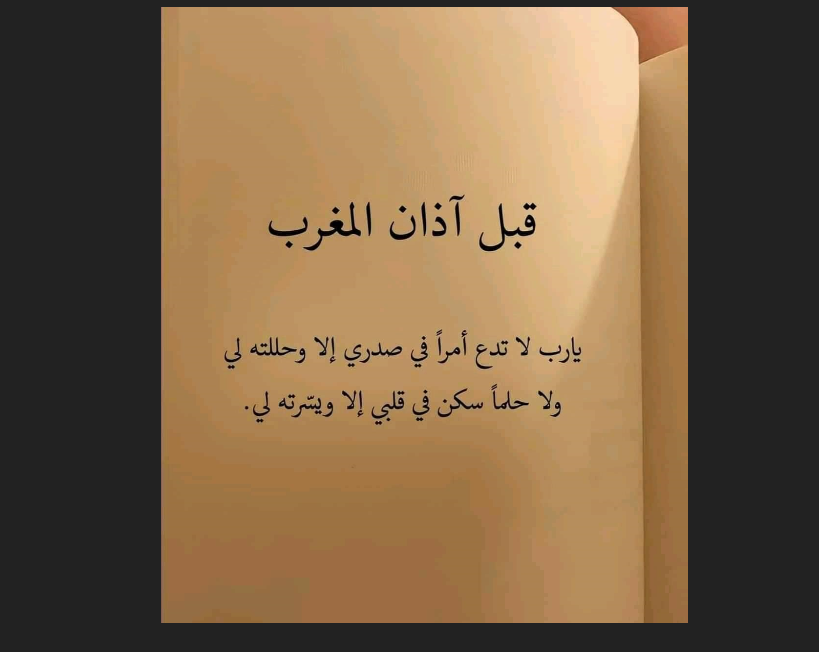 قبل آذان المغرب
يارب لا تدع أمراً في صدري إلا وحللته لي
ولا حلماً سكن في قلبي إلا ويسّرته لي.